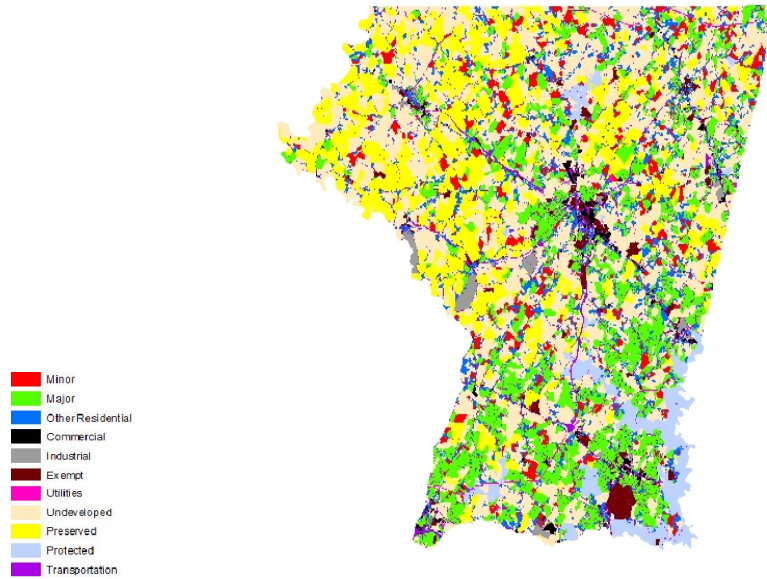 Minor
Major
Other Residential
Commercial
Industrial
Exempt
Utilities
Undeveloped
Preserved
Protected
Transportation